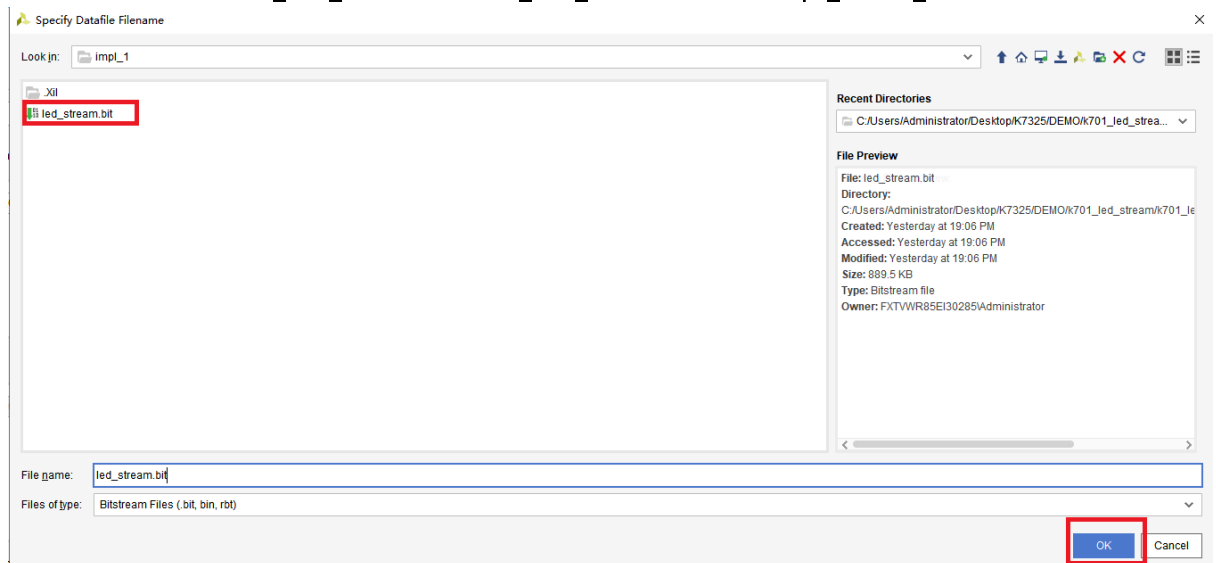 Specify Datafile Filename
Look in: impl_1
.Xil
led_stream.bit
Recent Directories
C:/Users/Administrator/Desktop/K7325/DEMO/k701_led_strea...
File Preview
File: led_stream.bit
Directory:
C:/Users/Administrator/Desktop/K7325/DEMO/k701_led_stream/k701_le
Created: Yesterday at 19:06 PM
Accessed: Yesterday at 19:06 PM
Modified: Yesterday at 19:06 PM
Size: 889.5 KB
Type: Bitstream file
Owner: FXTVWR85EI30285\Administrator
File name: led_stream.bit
Files of type: Bitstream Files (.bit, bin, rbt)
OK Cancel